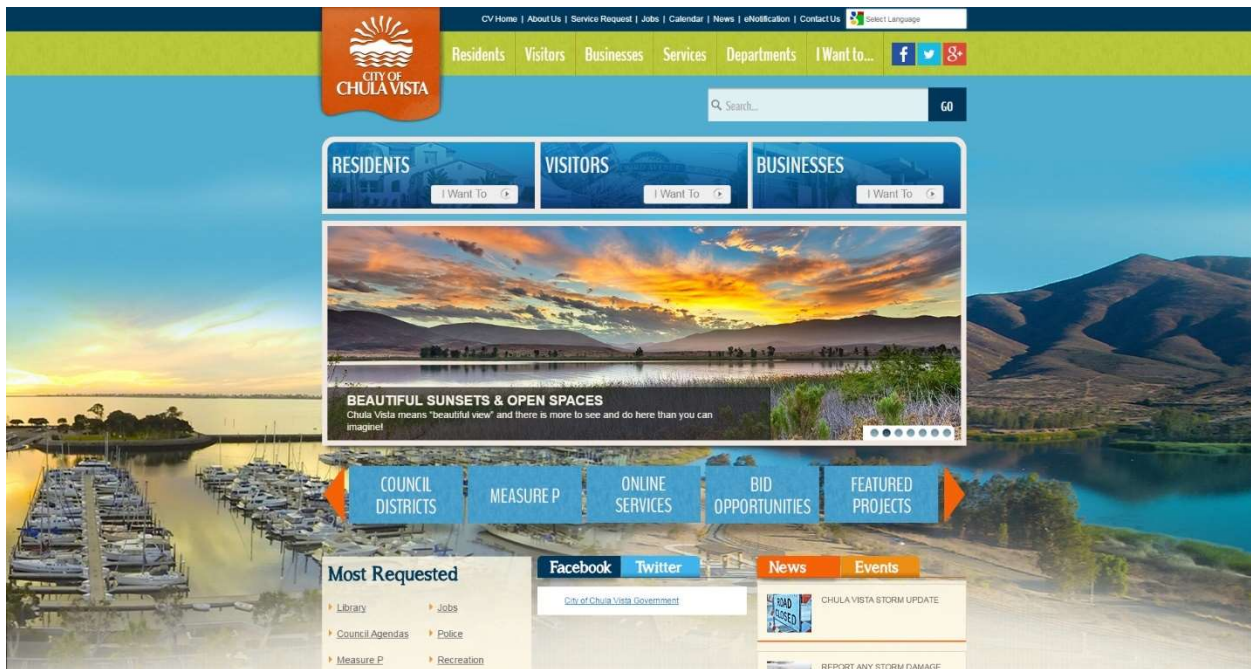 CV Home | About Us | Service Request | Jobs | Calendar | News | eNotification | Contact Us
Select Language
CITY OF
CHULA VISTA
Residents Visitors Businesses Services Departments I Want to...
f
8+
Search...
GO
RESIDENTS
I Want To
VISITORS
I Want To
BUSINESSES
I Want To
BEAUTIFUL SUNSETS & OPEN SPACES
Chula Vista means "beautiful view" and there is more to see and do here than you can
imagine!
COUNCIL
DISTRICTS
MEASURE P
ONLINE
SERVICES
BID
OPPORTUNITIES
FEATURED
PROJECTS
Most Requested
Library
Jobs
Council Agendas
Police
Measure P
Recreation
Facebook Twitter
City of Chula Vista Government
News Events
ROAD
CLOSED
CHULA VISTA STORM UPDATE
REPORT ANY STORM DAMAGE